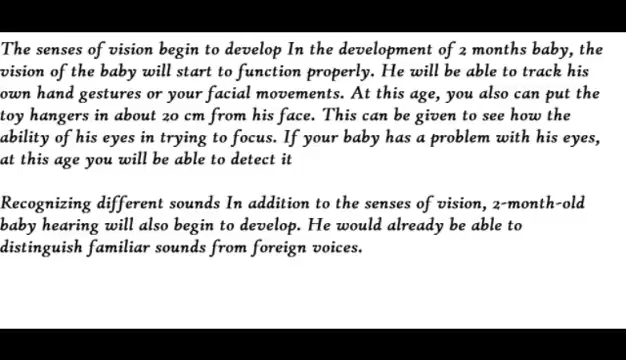 The senses of vision begin to develop In the development of 2 months baby, the
vision of the baby will start to function properly. He will be able to track his
own hand gestures or your facial movements. At this age, you also can put the
toy hangers in about 20 cm from his face. This can be given to see how the
ability of his eyes in trying to focus. If your baby has a problem with his eyes,
at this age you will be able to detect it
Recognizing different sounds In addition to the senses of vision, 2-month-old
baby hearing will also begin to develop. He would already be able to
distinguish familiar sounds from foreign voices.